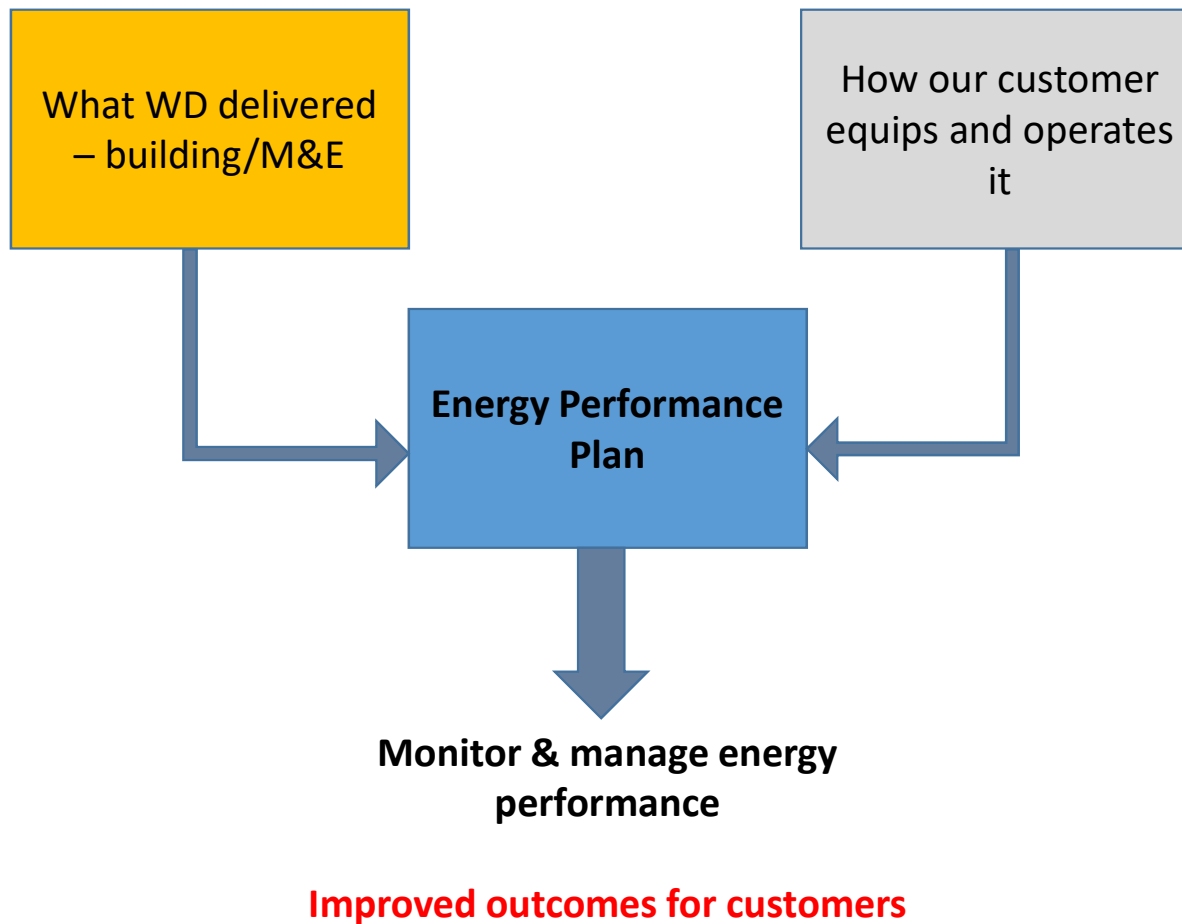 What WD delivered
– building/M&E
How our customer
equips and operates
it
Energy Performance
Plan
Monitor & manage energy
performance
Improved outcomes for customers